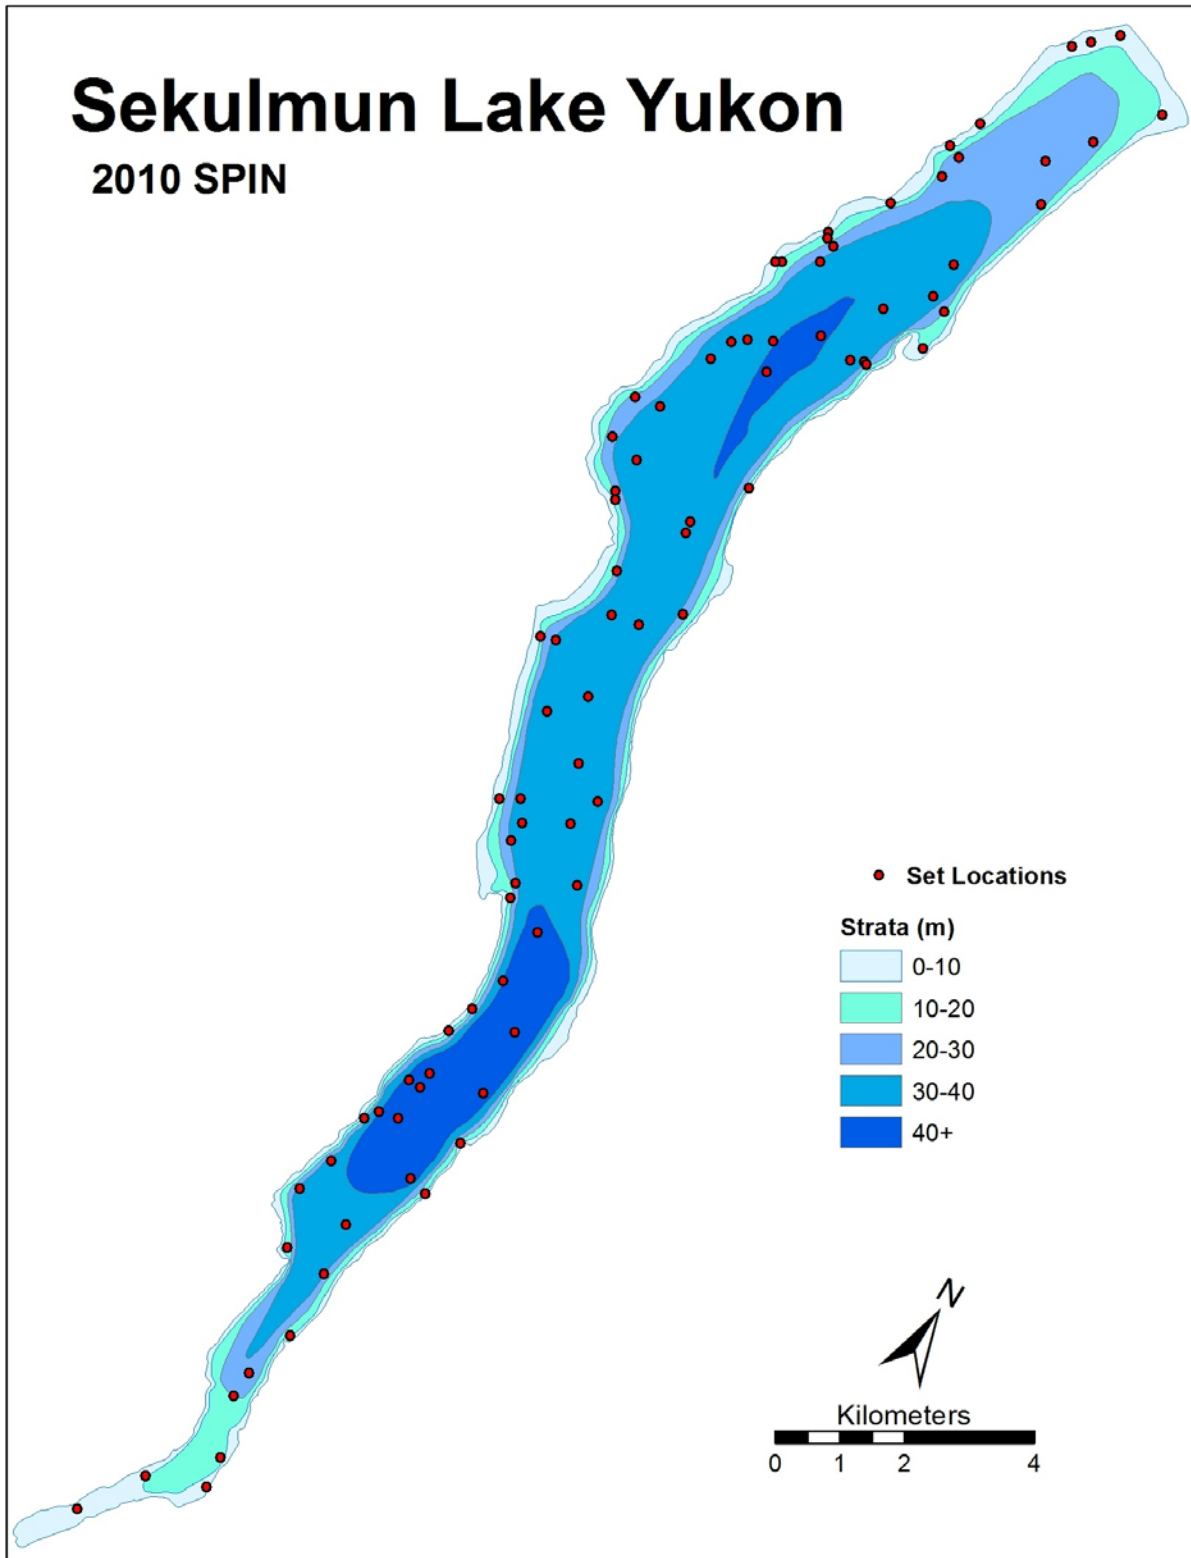 Sekulmun Lake Yukon
2010 SPIN
Set Locations
Strata (m)
0-10
10-20
20-30
30-40
40+
N
Kilometers
0 1 2 4